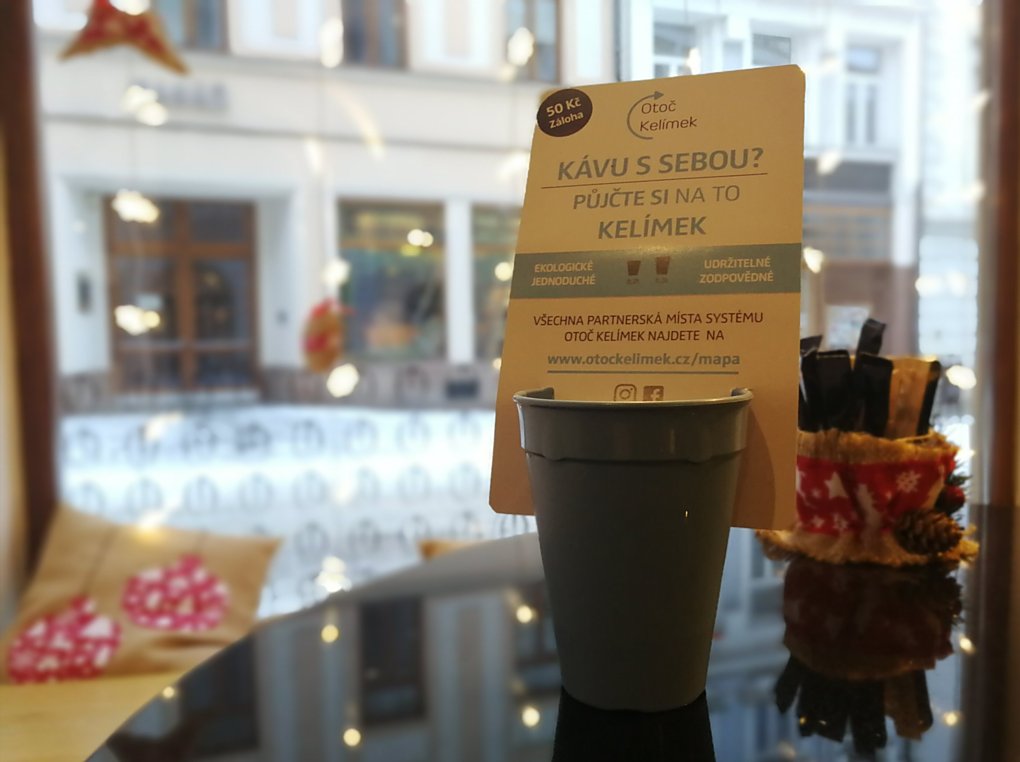 50 Kč
Záloha
Otoč
Kelímek
KÁVU S SEBOU?
PŮJČTE SI NA TO
KELÍMEK
EKOLOGICKÉ
JEDNODUCHÉ
UDRŽITELNÉ
ZODPOVĚDNÉ
VŠECHNA PARTNERSKÁ MÍSTA SYSTÉMU
OTOČ KELÍMEK NAJDETE NA
www.otockelimek.cz/mapa